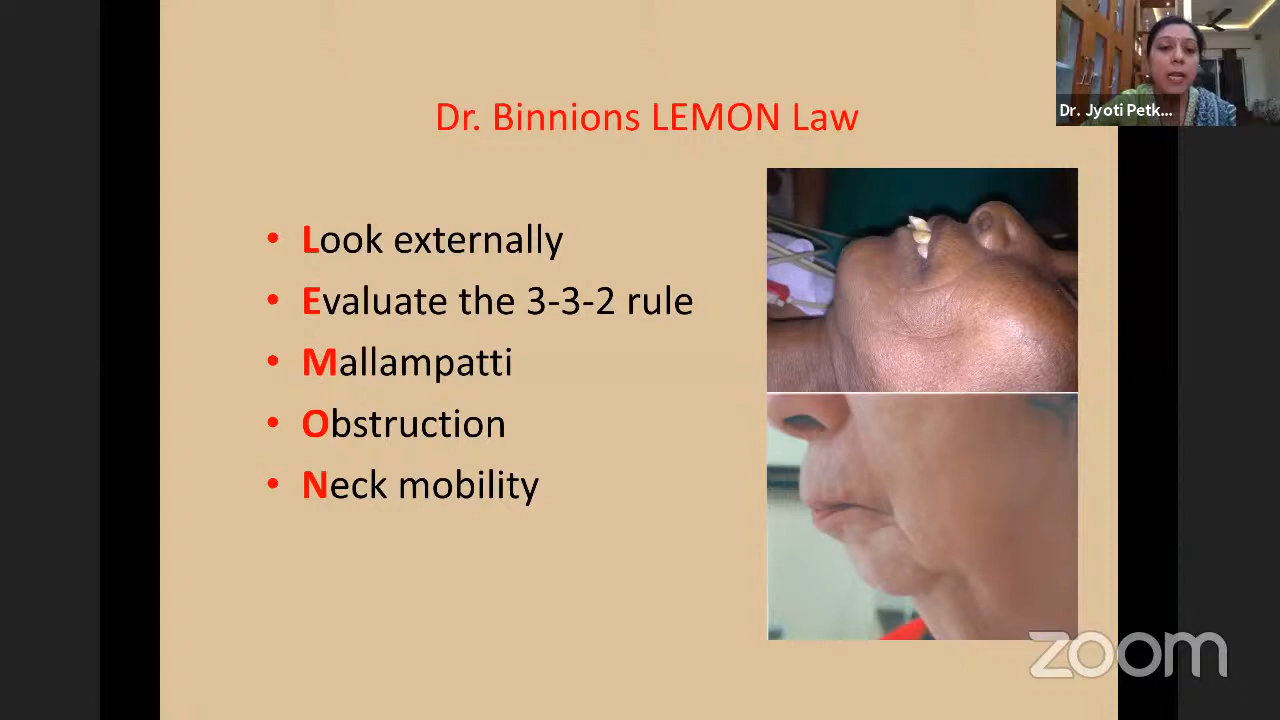 Dr. Binnions LEMON Law
Dr. Jyoti Petk...
• Look externally
• Evaluate the 3-3-2 rule
• Mallampatti
• Obstruction
• Neck mobility
zoom